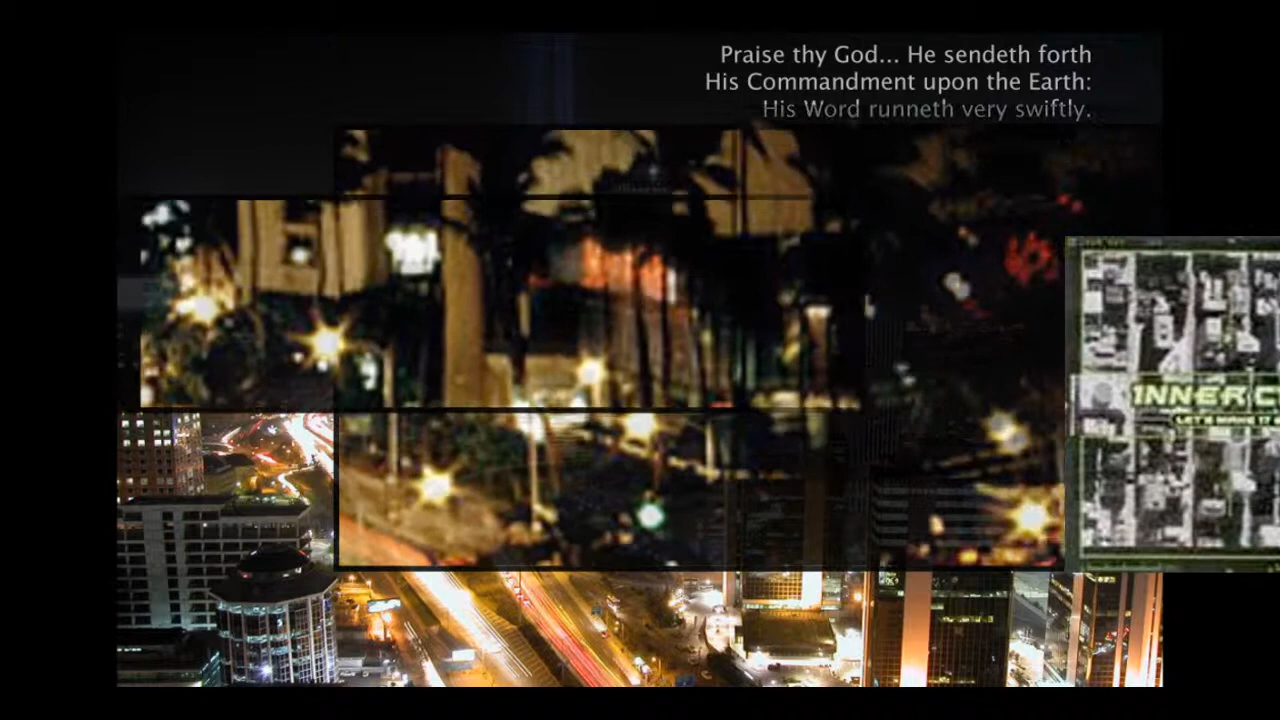 Praise thy God... He sendeth forth
His Commandment upon the Earth:
His Word runneth very swiftly.
INNER C